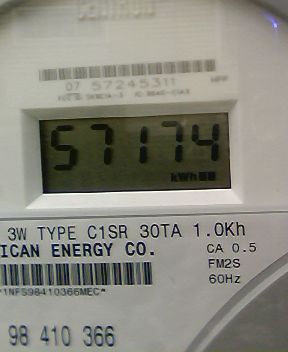 Centron
07 57245311
57174
kWh
3W TYPE C1SR 30TA 1.0Kh
ICAN ENERGY CO.
CA 0.5
FM2S
60Hz
*1NFS98410366MEC*
98 410 366